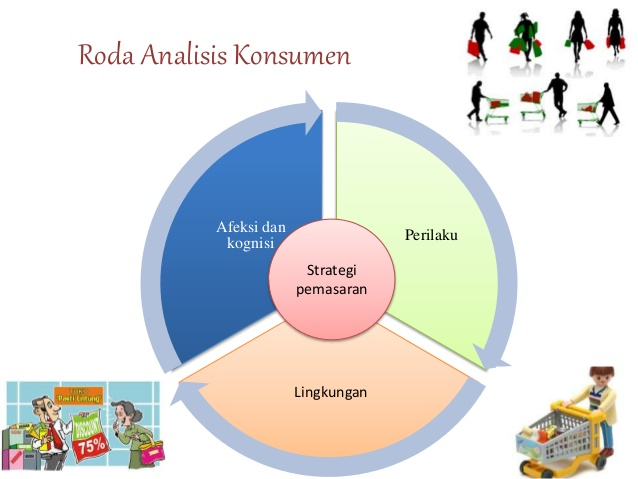 Roda Analisis Konsumen
Afeksi dan
kognisi
Perilaku
Strategi
pemasaran
Lingkungan
DISCOUNT
75%